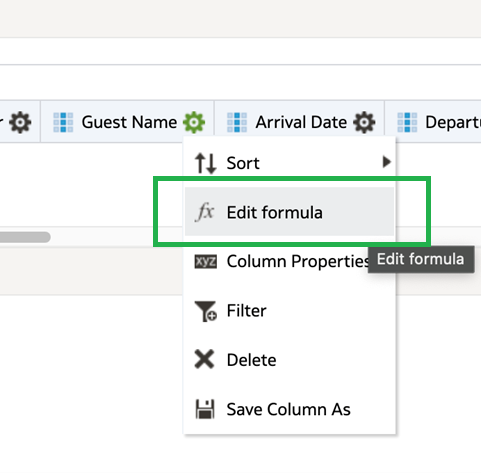 r Guest Name Arrival Date Departu
Sort
fx Edit formula
xyz Column Properties
Edit formula
Filter
Delete
Save Column As